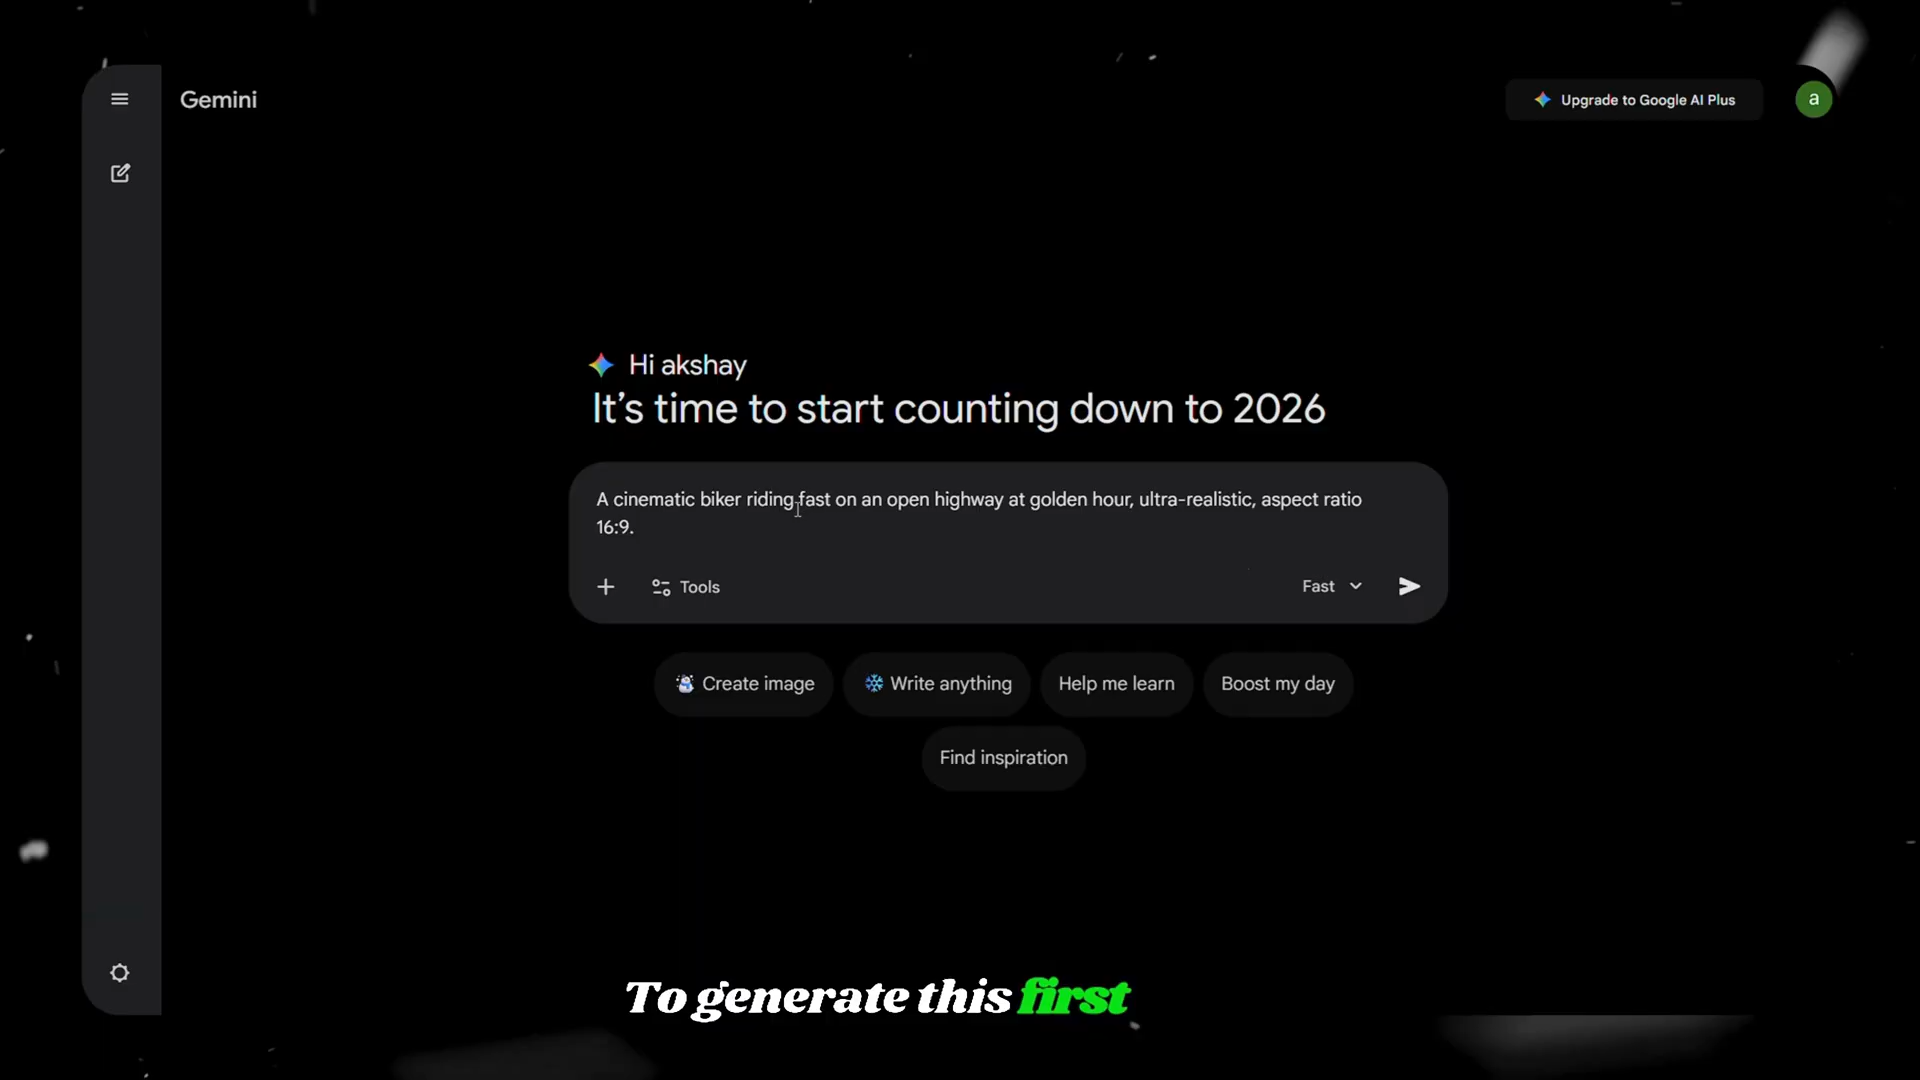 Gemini
Upgrade to Google AI Plus
a
Hi akshay
It's time to start counting down to 2026
A cinematic biker riding fast on an open highway at golden hour, ultra-realistic, aspect ratio
16:9.
Tools
Fast
Create image
Write anything
Help me learn
Boost my day
Find inspiration
To generate this first